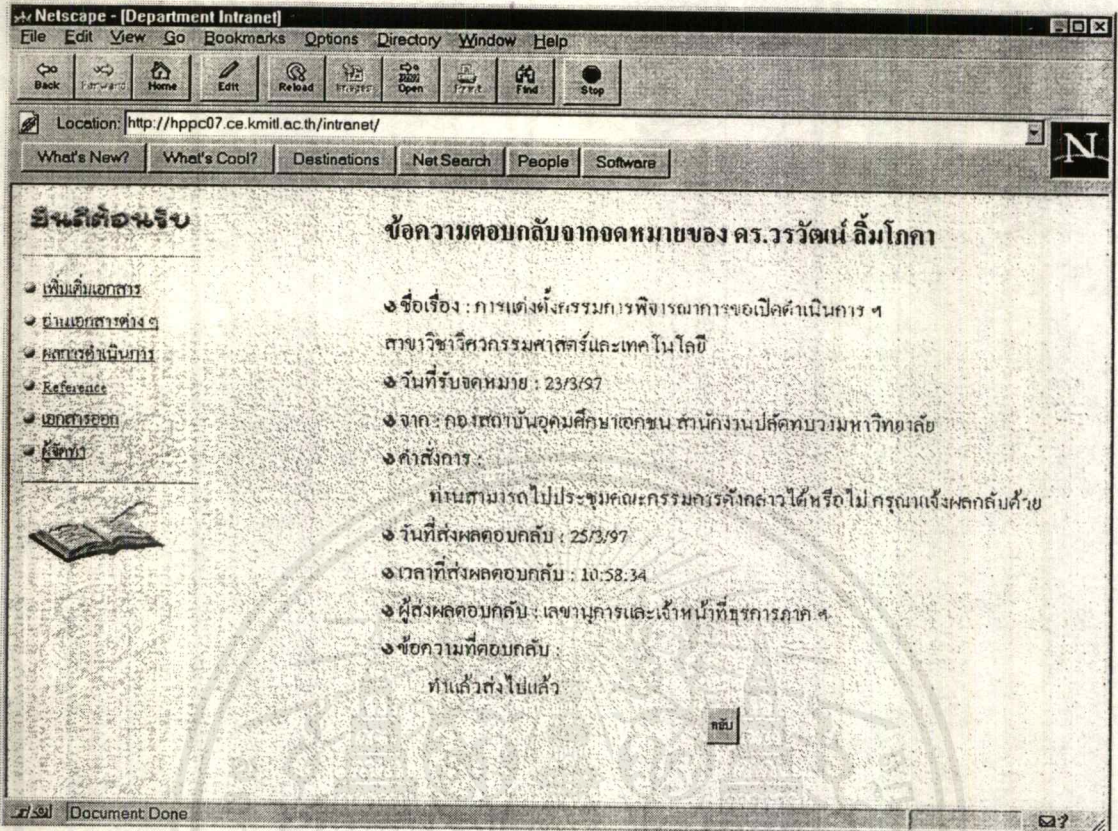 Netscape - [Department Intranet]
File Edit View Go Bookmarks Options Directory Window Help
Back Forward Home Edit Reload Images Open Print Find Stop
Location: http://hppc07.ce.kmitl.ac.th/intranet/
What's New? What's Cool? Destinations Net Search People Software
N
ยินดีต้อนรับ
เพิ่มเติมเอกสาร
อ่านเอกสารต่าง ๆ
ผลการดำเนินการ
Reference
เอกสารออก
ผู้จัดทำ
ข้อความตอบกลับจากจดหมายของ ดร.วรวัฒน์ ลิ้มโภคา
ชื่อเรื่อง : การแต่งตั้งกรรมการพิจารณาการขอเปิดดำเนินการ ฯ
สาขาวิชาวิศวกรรมศาสตร์และเทคโนโลยี
วันที่รับจดหมาย : 23/3/97
จาก : กองสถาบันอุดมศึกษาเอกชน สำนักงานปลัดทบวงมหาวิทยาลัย
คำสั่งการ :
ท่านสามารถไปประชุมคณะกรรมการดังกล่าวได้หรือไม่ กรุณาแจ้งผลกลับด้วย
วันที่ส่งผลตอบกลับ : 25/3/97
เวลาที่ส่งผลตอบกลับ : 10:58:34
ผู้ส่งผลตอบกลับ : เลขานุการและเจ้าหน้าที่ธุรการภาค ฯ
ข้อความที่ตอบกลับ :
ทำแล้วส่งไปแล้ว
กลับ
Document Done